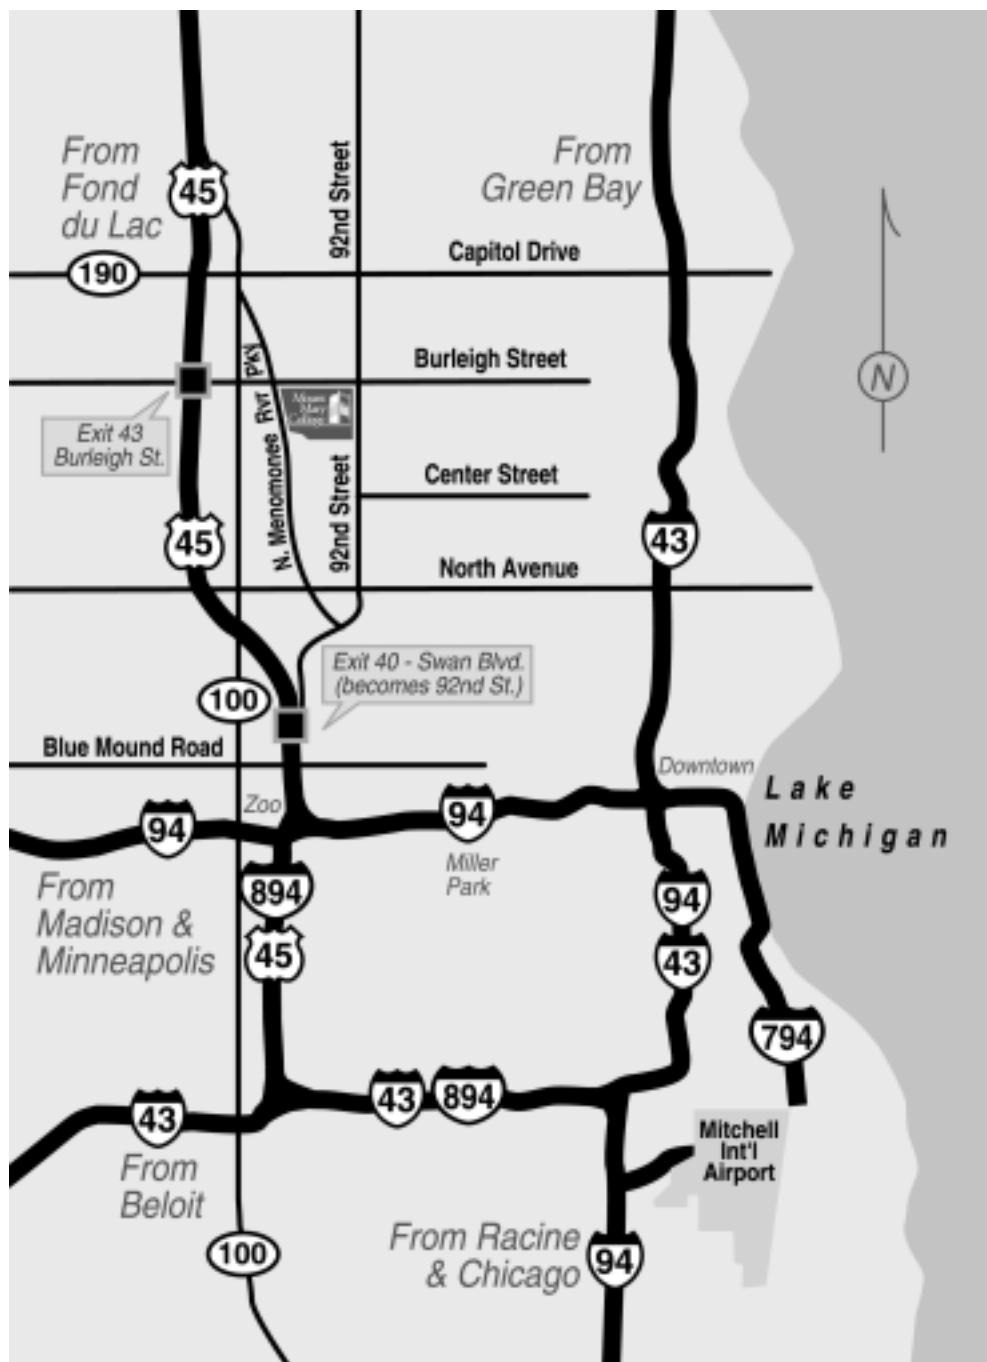 From
Fond
du Lac
45
92nd Street
From
Green Bay
190
Capitol Drive
N
Burleigh Street
N. Menomonee Rvr Pky
Mount
Mary
College
Exit 43
Burleigh St.
Center Street
92nd Street
45
43
North Avenue
Exit 40 - Swan Blvd.
(becomes 92nd St.)
100
Blue Mound Road
Downtown
Lake
Michigan
Zoo
94
94
Miller
Park
From
Madison &
Minneapolis
894
45
94
43
794
43
43
894
Mitchell
Int'l
Airport
From
Beloit
100
From Racine
& Chicago
94